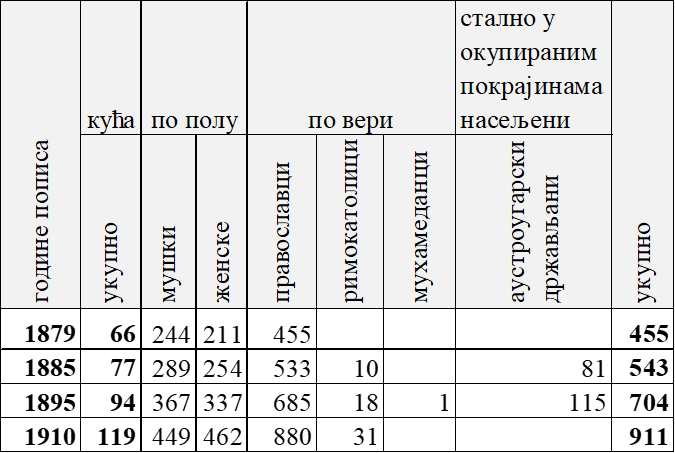 стално у
окупираним
покрајинама
кућа по полу по вери насељени
године пописа
укупно
мушки
женске
православци
римокатолици
мухамеданци
аустроугарски
држављани
укупно
1879 66 244 211 455 455
1885 77 289 254 533 10 81 543
1895 94 367 337 685 18 1 115 704
1910 119 449 462 880 31 911